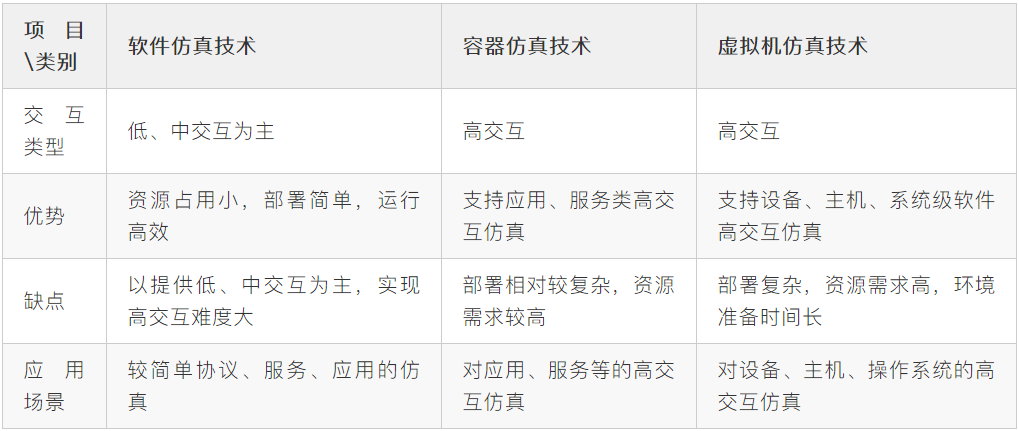 项目\类别 软件仿真技术 容器仿真技术 虚拟机仿真技术
交互类型 低、中交互为主 高交互 高交互
优势 资源占用小，部署简单，运行高效 支持应用、服务类高交互仿真 支持设备、主机、系统级软件高交互仿真
缺点 以提供低、中交互为主，实现高交互难度大 部署相对较复杂，资源需求较高 部署复杂，资源需求高，环境准备时间长
应用场景 较简单协议、服务、应用的仿真 对应用、服务等的高交互仿真 对设备、主机、操作系统的高交互仿真